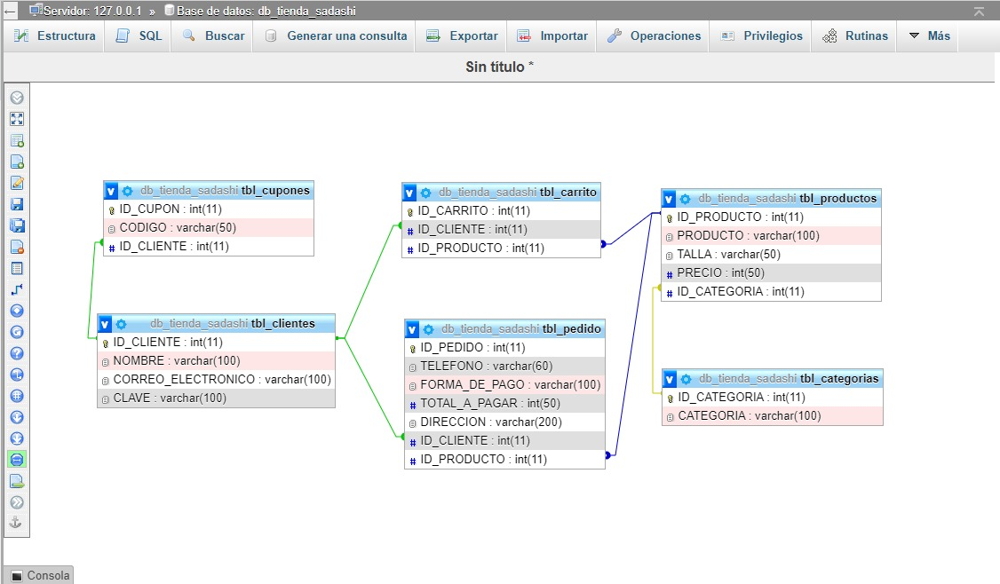 Servidor: 127.0.0.1 » Base de datos: db_tienda_sadashi
Estructura SQL Buscar Generar una consulta Exportar Importar Operaciones Privilegios Rutinas Más
Sin título *
v db_tienda_sadashi tbl_cupones
ID_CUPON : int(11)
CODIGO : varchar(50)
# ID_CLIENTE : int(11)
v db_tienda_sadashi tbl_clientes
ID_CLIENTE : int(11)
NOMBRE : varchar(100)
CORREO_ELECTRONICO : varchar(100)
CLAVE : varchar(100)
v db_tienda_sadashi tbl_carrito
ID_CARRITO : int(11)
# ID_CLIENTE : int(11)
# ID_PRODUCTO : int(11)
v db_tienda_sadashi tbl_pedido
ID_PEDIDO : int(11)
TELEFONO : varchar(60)
FORMA_DE_PAGO : varchar(100)
# TOTAL_A_PAGAR : int(50)
DIRECCION : varchar(200)
# ID_CLIENTE : int(11)
# ID_PRODUCTO : int(11)
v db_tienda_sadashi tbl_productos
ID_PRODUCTO : int(11)
PRODUCTO : varchar(100)
TALLA : varchar(50)
# PRECIO : int(50)
# ID_CATEGORIA : int(11)
v db_tienda_sadashi tbl_categorias
ID_CATEGORIA : int(11)
CATEGORIA : varchar(100)
Consola